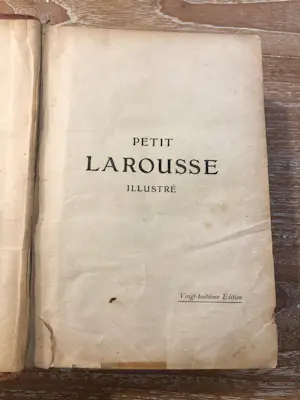 PETIT
LAROUSSE
ILLUSTRÉ
Vingt-huitième Édition